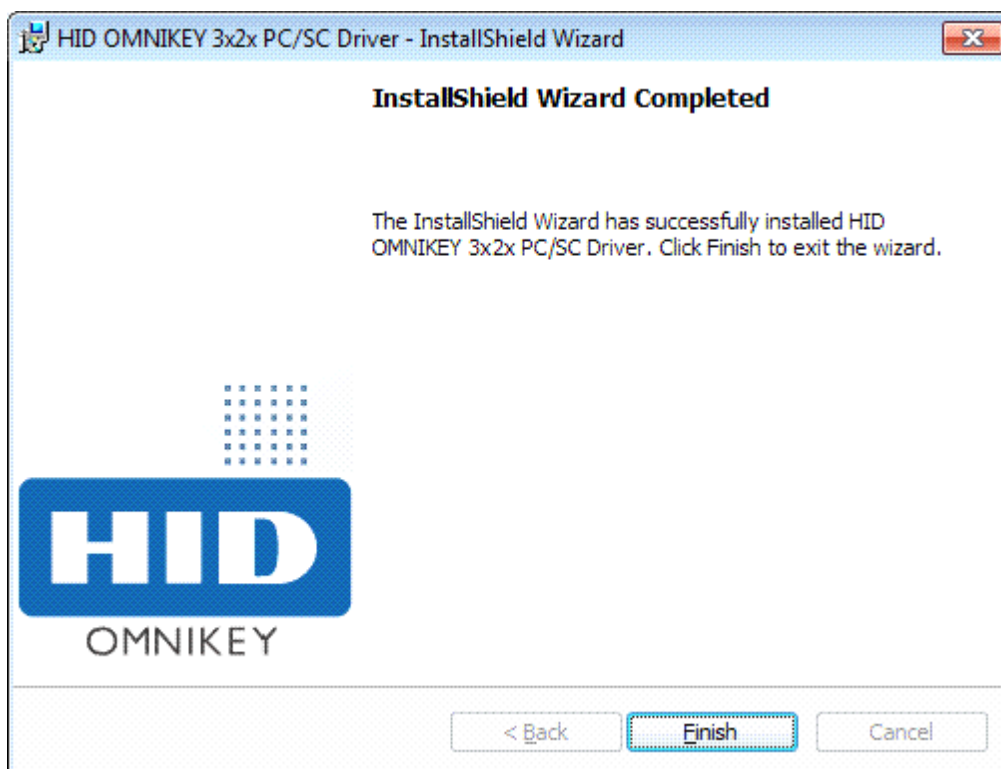 HID OMNIKEY 3x2x PC/SC Driver - InstallShield Wizard
InstallShield Wizard Completed
The InstallShield Wizard has successfully installed HID
OMNIKEY 3x2x PC/SC Driver. Click Finish to exit the wizard.
HID
OMNIKEY
< Back
Finish
Cancel